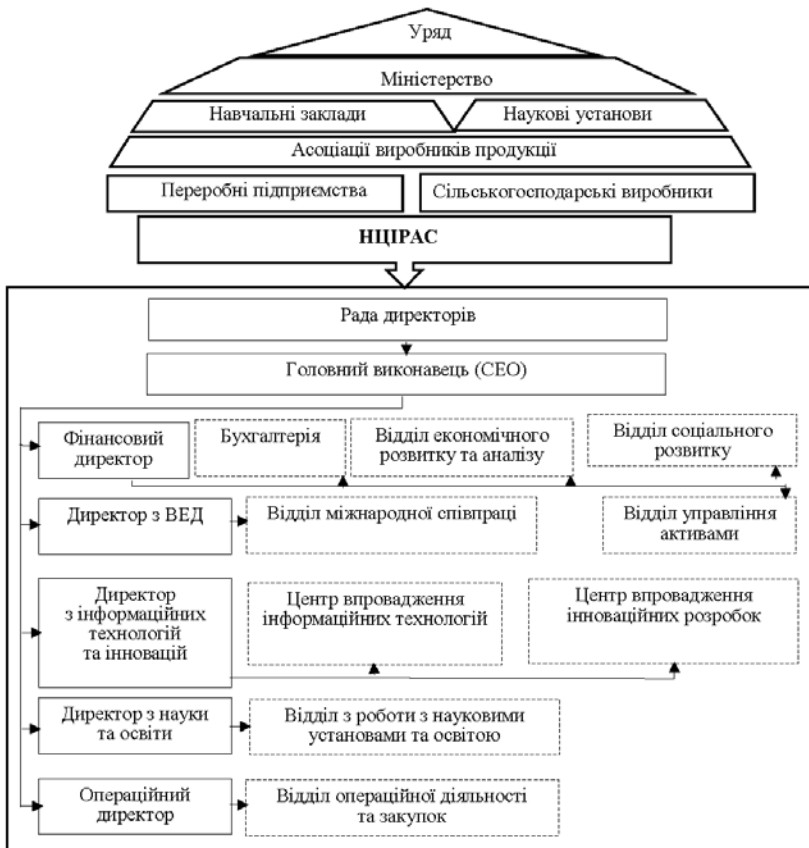 Уряд
Міністерство
Навчальні заклади
Наукові установи
Асоціації виробників продукції
Переробні підприємства
Сільськогосподарські виробники
НЦІРАС
Рада директорів
Головний виконавець (СЕО)
Фінансовий
директор
Бухгалтерія
Відділ економічного
розвитку та аналізу
Відділ соціального
розвитку
Директор з ВЕД
Відділ міжнародної співпраці
Відділ управління
активами
Директор
з інформаційних
технологій
та інновацій
Центр впровадження
інформаційних технологій
Центр впровадження
інноваційних розробок
Директор з науки
та освіти
Відділ з роботи з науковими
установами та освітою
Операційний
директор
Відділ операційної діяльності
та закупок